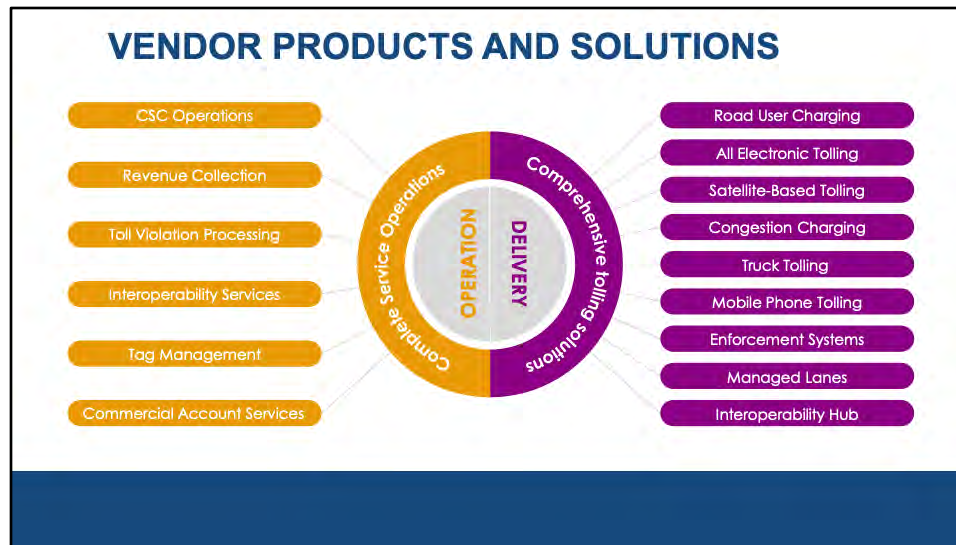 VENDOR PRODUCTS AND SOLUTIONS
CSC Operations
Revenue Collection
Toll Violation Processing
Interoperability Services
Tag Management
Commercial Account Services
Complete Service Operations
OPERATION
DELIVERY
Comprehensive tolling solutions
Road User Charging
All Electronic Tolling
Satellite-Based Tolling
Congestion Charging
Truck Tolling
Mobile Phone Tolling
Enforcement Systems
Managed Lanes
Interoperability Hub